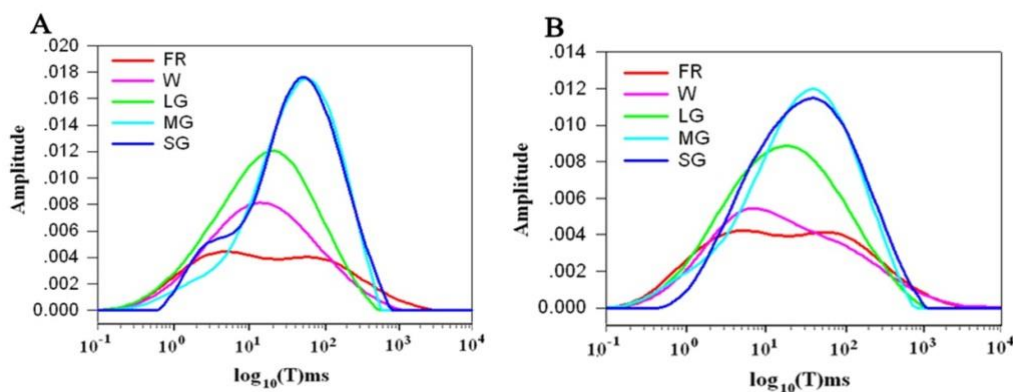 A
Amplitude
.020
.018
.016
.014
.012
.010
.008
.006
.004
.002
0.000
FR
W
LG
MG
SG
10-1
100
101
102
103
104
log10(T)ms
B
Amplitude
.014
.012
.010
.008
.006
.004
.002
0.000
FR
W
LG
MG
SG
10-1
100
101
102
103
104
log10(T)ms